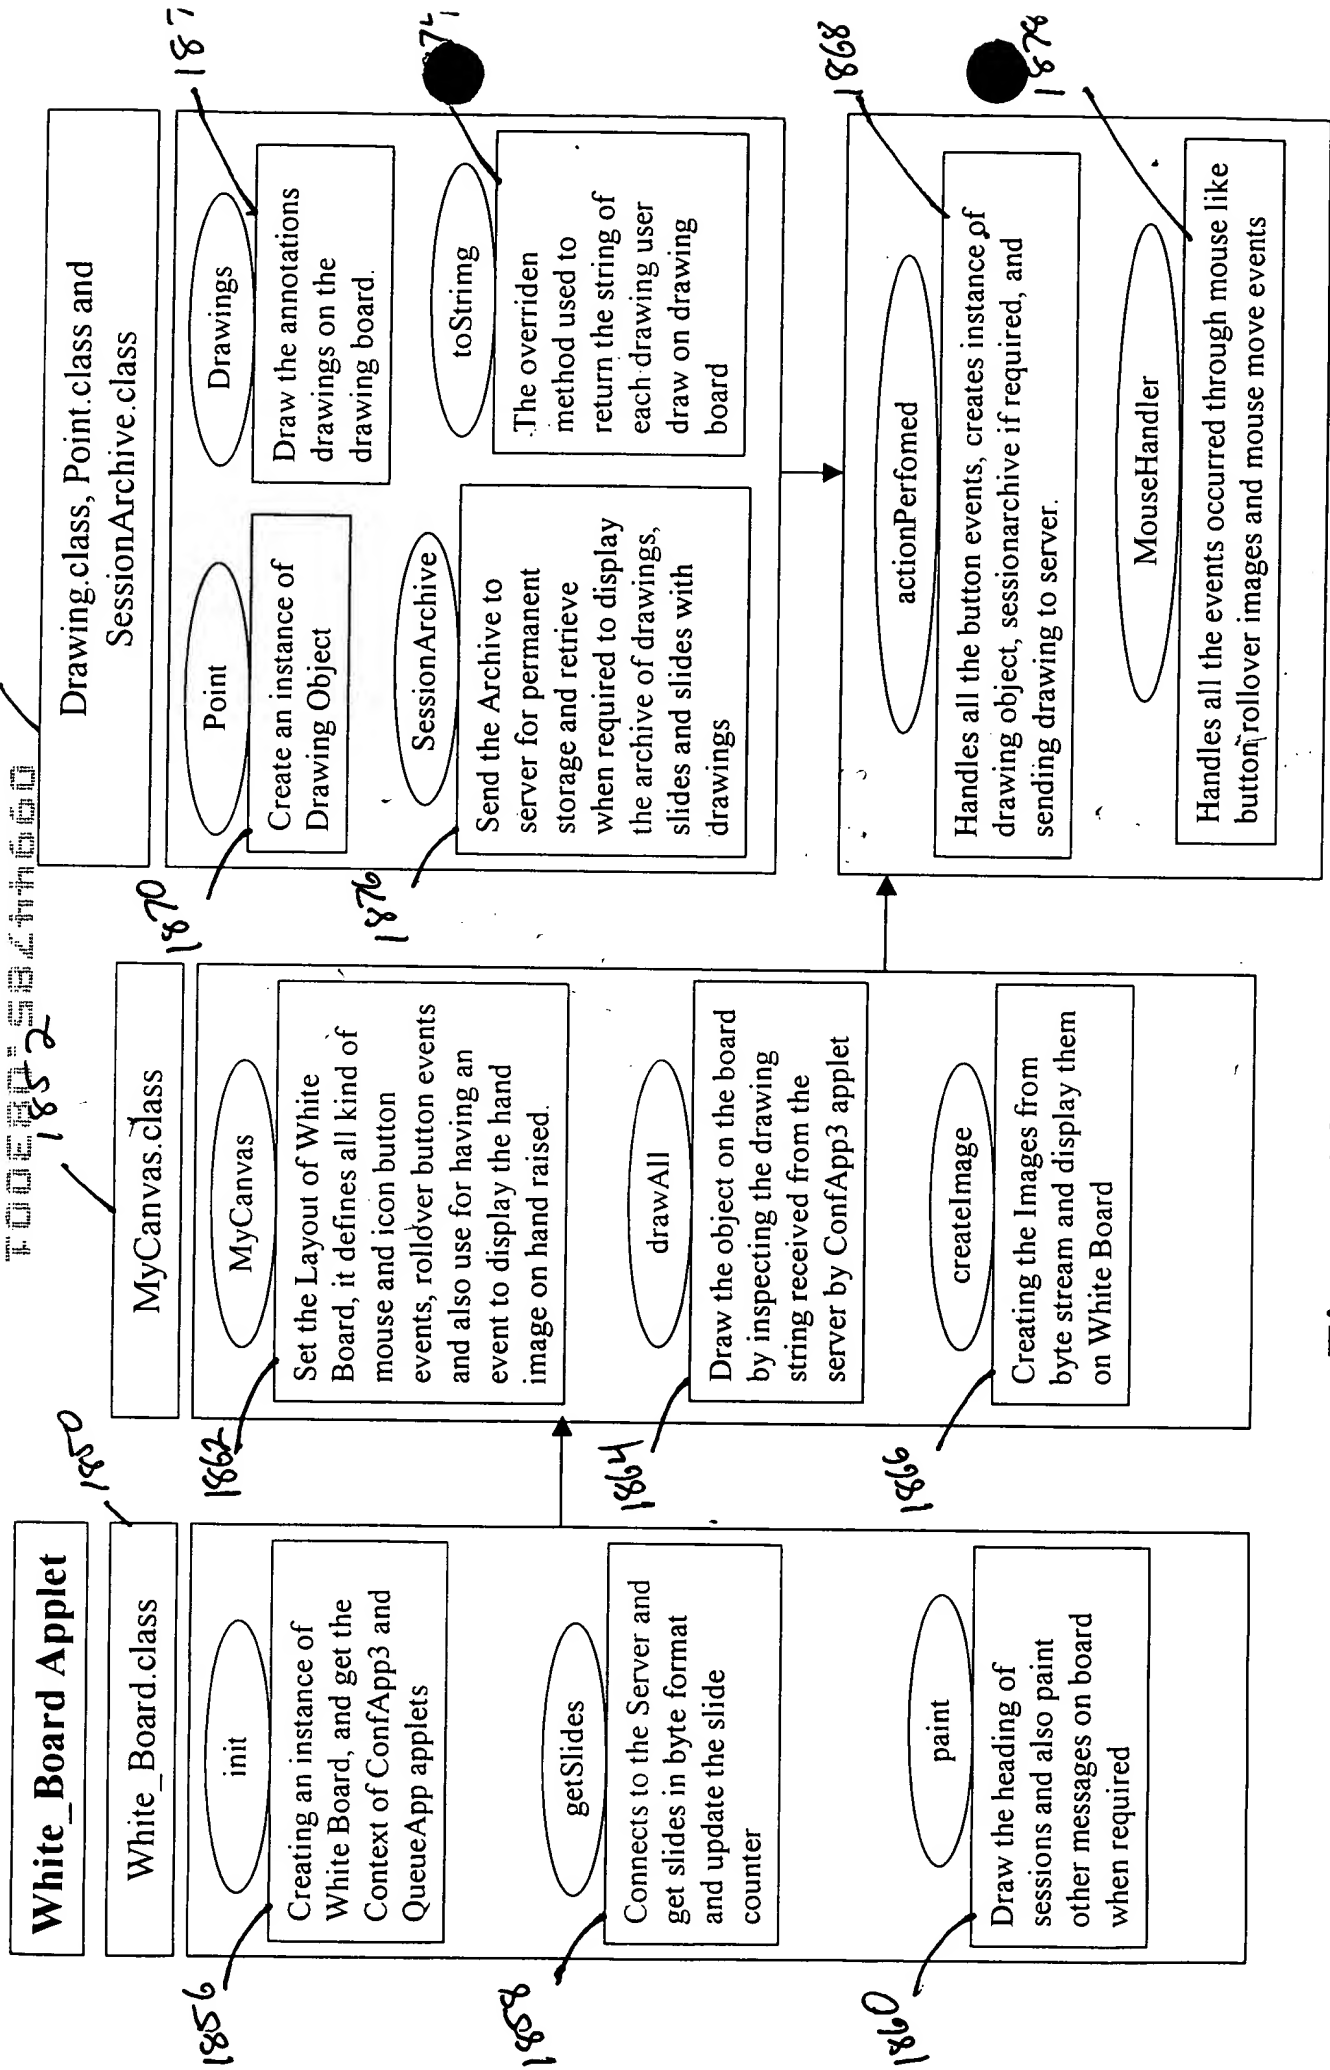 White_Board Applet
White_Board.class
1850
init
1856
Creating an instance of
White Board, and get the
Context of ConfApp3 and
QueueApp applets
getSlides
1858
Connects to the Server and
get slides in byte format
and update the slide
counter
paint
1860
Draw the heading of
sessions and also paint
other messages on board
when required
1852
MyCanvas.class
MyCanvas
1862
Set the Layout of White
Board, it defines all kind of
mouse and icon button
events, rollover button events
and also use for having an
event to display the hand
image on hand raised.
drawAll
1864
Draw the object on the board
by inspecting the drawing
string received from the
server by ConfApp3 applet
createImage
1866
Creating the Images from
byte stream and display them
on White Board
Drawing.class, Point.class and
SessionArchive.class
Point
1870
Create an instance of
Drawing Object
Drawings
187
Draw the annotations
drawings on the
drawing board.
SessionArchive
1876
Send the Archive to
server for permanent
storage and retrieve
when required to display
the archive of drawings,
slides and slides with
drawings
toString
The overriden
method used to
return the string of
each drawing user
draw on drawing
board
actionPerfomed
1868
Handles all the button events, creates instance of
drawing object, sessionarchive if required, and
sending drawing to server.
MouseHandler
1878
Handles all the events occurred through mouse like
button rollover images and mouse move events